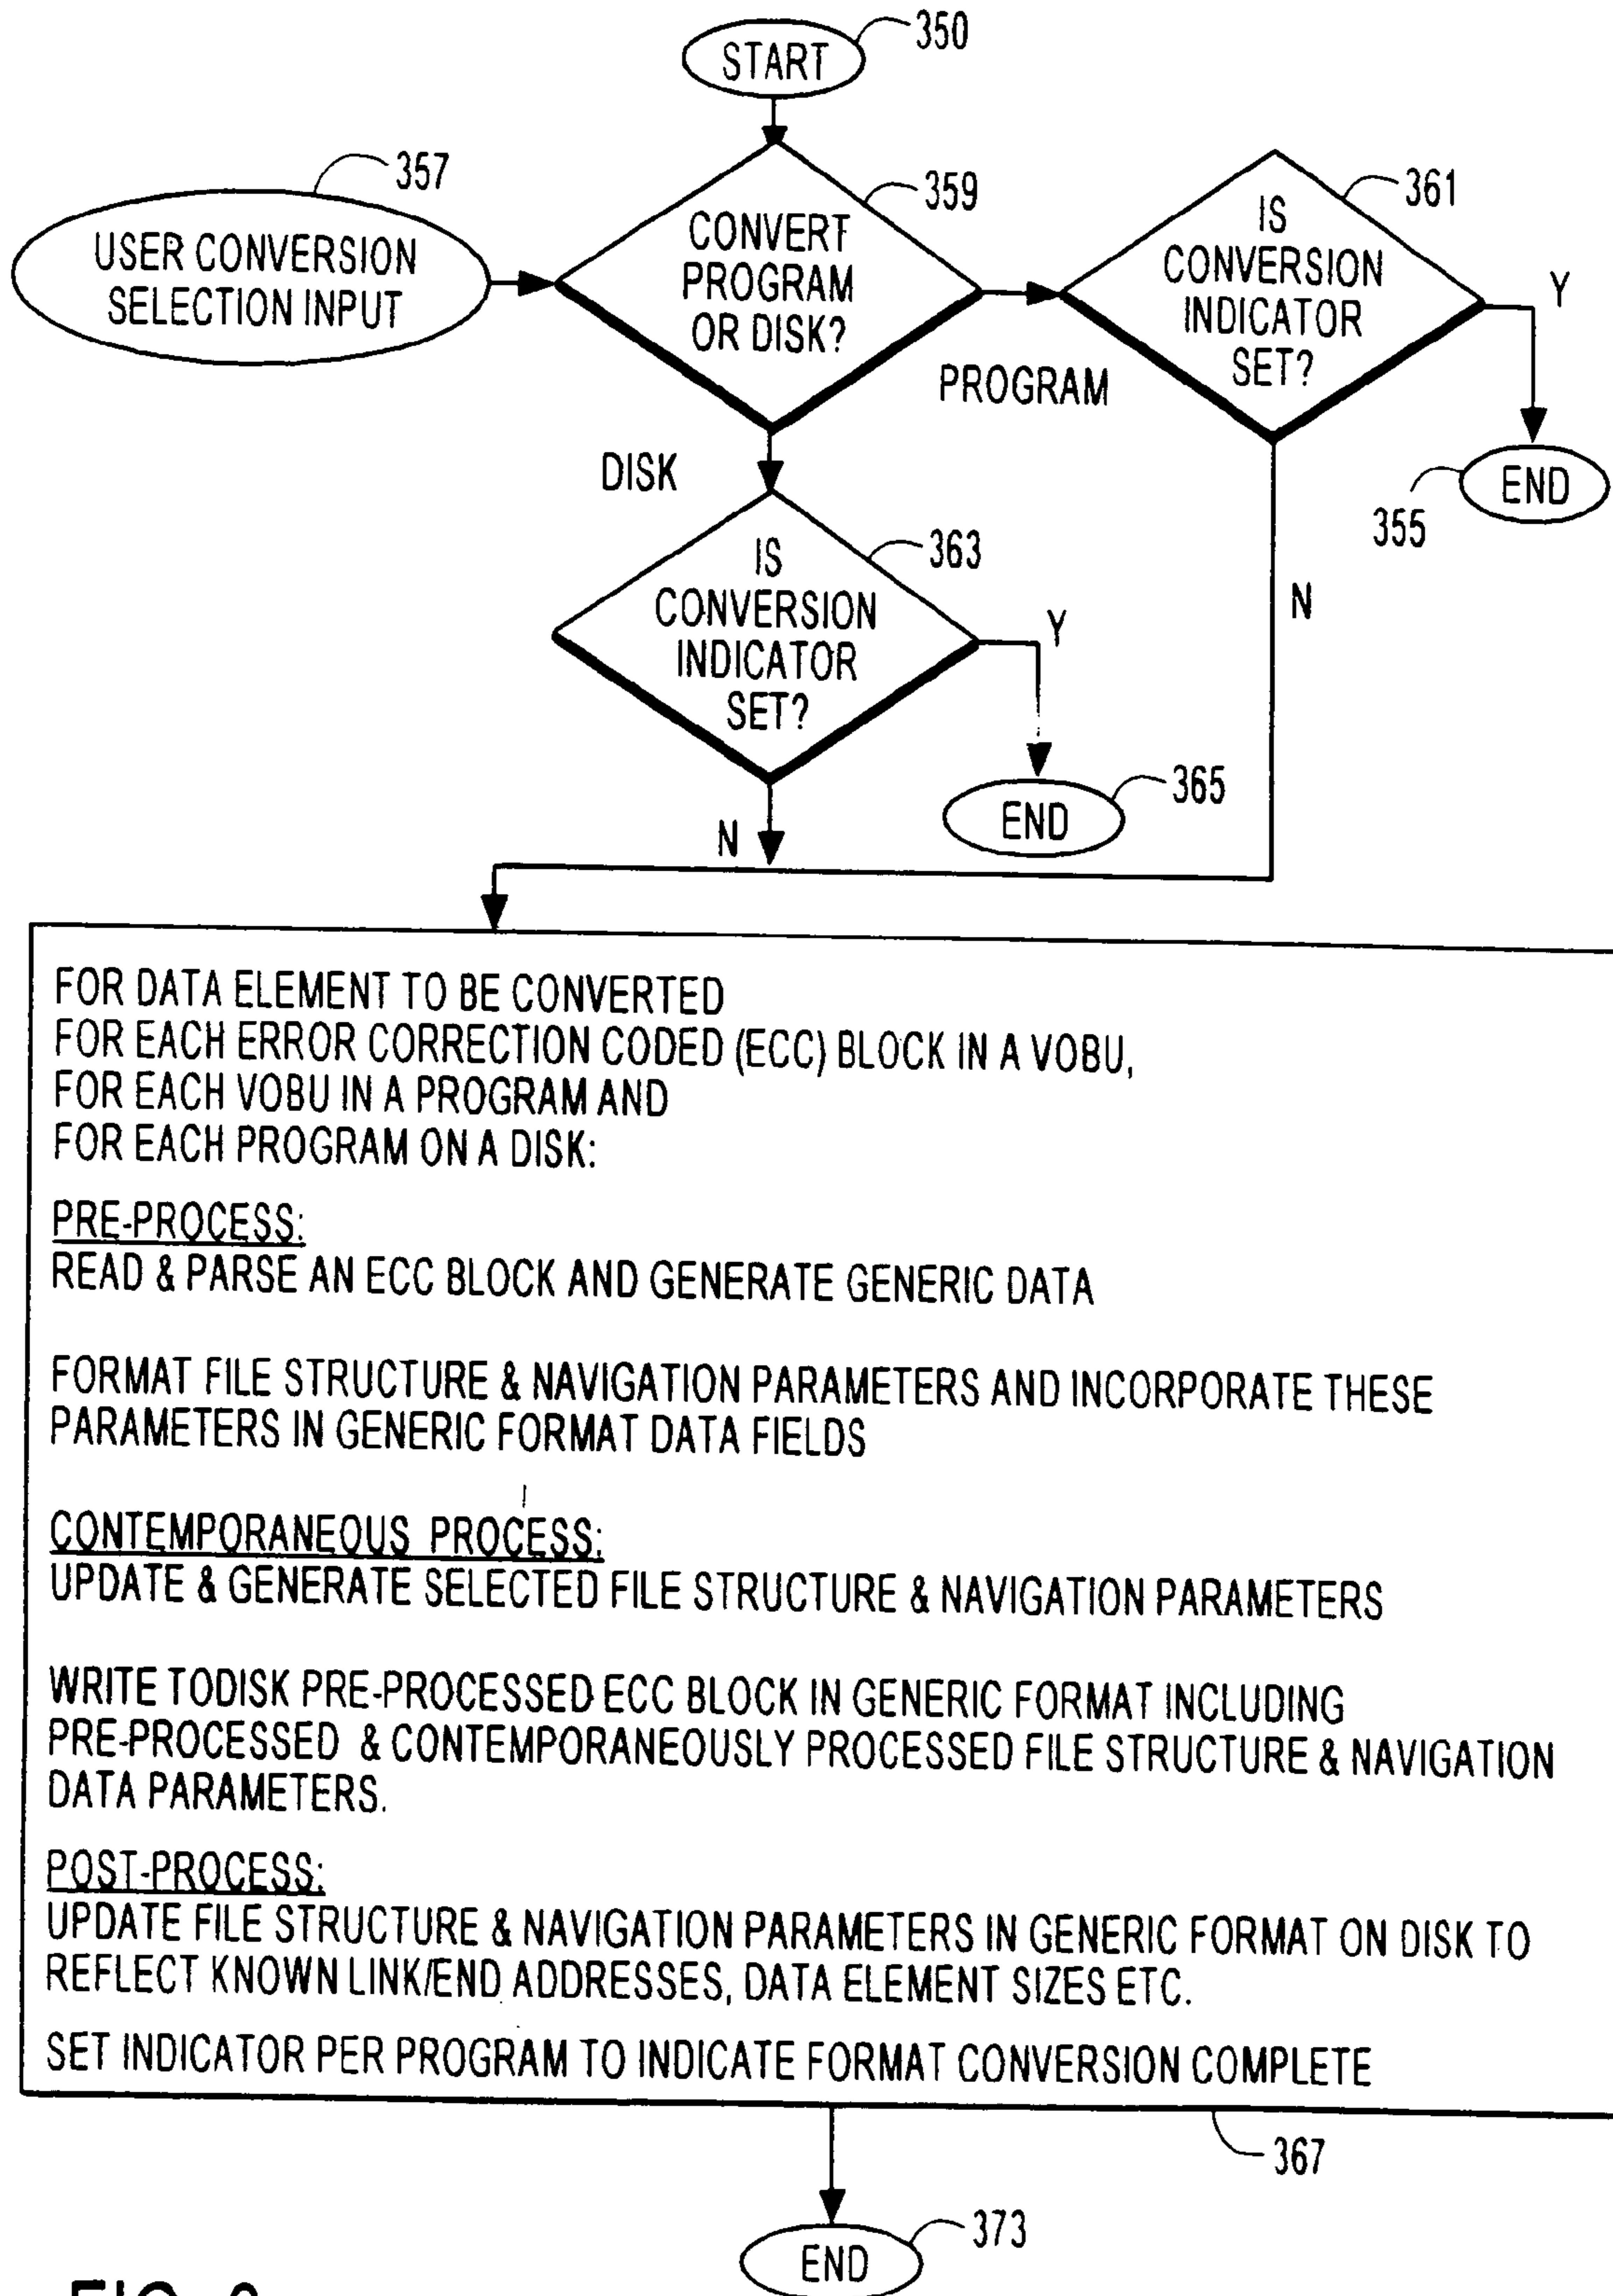 START
350
357
USER CONVERSION
SELECTION INPUT
359
CONVERT
PROGRAM
OR DISK?
361
IS
CONVERSION
INDICATOR
SET?
Y
PROGRAM
END
355
DISK
363
IS
CONVERSION
INDICATOR
SET?
Y
N
END
365
N
FOR DATA ELEMENT TO BE CONVERTED
FOR EACH ERROR CORRECTION CODED (ECC) BLOCK IN A VOBU,
FOR EACH VOBU IN A PROGRAM AND
FOR EACH PROGRAM ON A DISK:
PRE-PROCESS:
READ & PARSE AN ECC BLOCK AND GENERATE GENERIC DATA
FORMAT FILE STRUCTURE & NAVIGATION PARAMETERS AND INCORPORATE THESE
PARAMETERS IN GENERIC FORMAT DATA FIELDS
CONTEMPORANEOUS PROCESS:
UPDATE & GENERATE SELECTED FILE STRUCTURE & NAVIGATION PARAMETERS
WRITE TODISK PRE-PROCESSED ECC BLOCK IN GENERIC FORMAT INCLUDING
PRE-PROCESSED & CONTEMPORANEOUSLY PROCESSED FILE STRUCTURE & NAVIGATION
DATA PARAMETERS.
POST-PROCESS:
UPDATE FILE STRUCTURE & NAVIGATION PARAMETERS IN GENERIC FORMAT ON DISK TO
REFLECT KNOWN LINK/END ADDRESSES, DATA ELEMENT SIZES ETC.
SET INDICATOR PER PROGRAM TO INDICATE FORMAT CONVERSION COMPLETE
367
373
END
FIG.